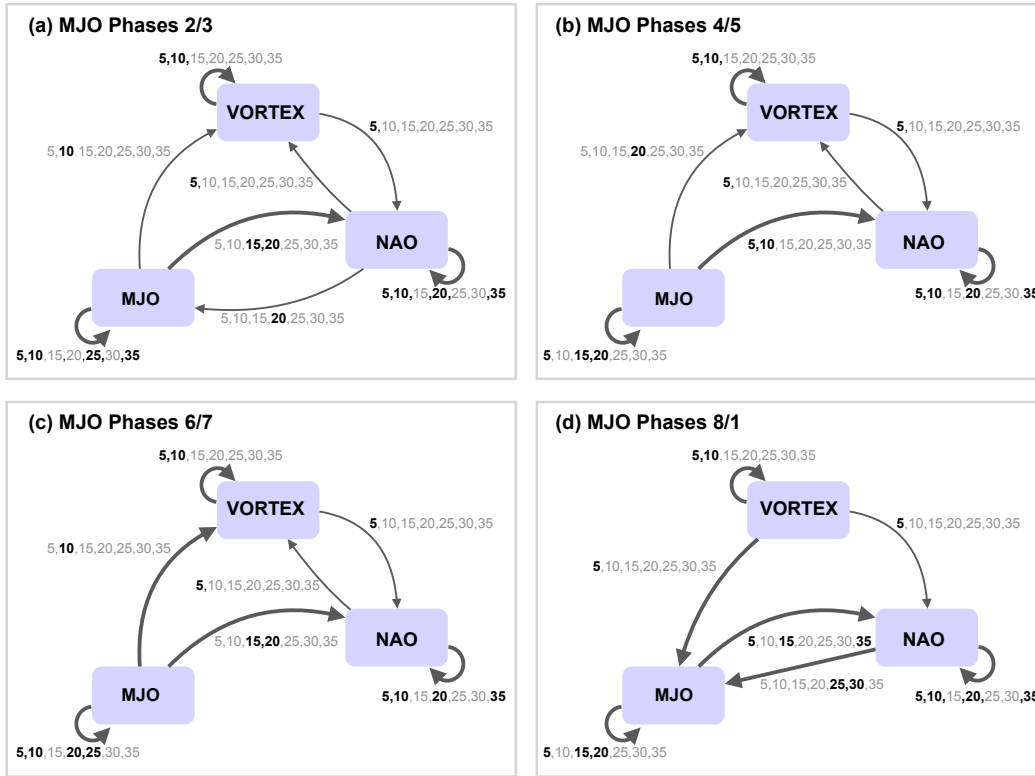 (a) MJO Phases 2/3
5,10,15,20,25,30,35
VORTEX
5,10,15,20,25,30,35
5,10,15,20,25,30,35
5,10,15,20,25,30,35
NAO
5,10,15,20,25,30,35
MJO
5,10,15,20,25,30,35
5,10,15,20,25,30,35
5,10,15,20,25,30,35
(b) MJO Phases 4/5
5,10,15,20,25,30,35
VORTEX
5,10,15,20,25,30,35
5,10,15,20,25,30,35
5,10,15,20,25,30,35
NAO
5,10,15,20,25,30,35
MJO
5,10,15,20,25,30,35
5,10,15,20,25,30,35
(c) MJO Phases 6/7
5,10,15,20,25,30,35
VORTEX
5,10,15,20,25,30,35
5,10,15,20,25,30,35
5,10,15,20,25,30,35
NAO
5,10,15,20,25,30,35
MJO
5,10,15,20,25,30,35
5,10,15,20,25,30,35
(d) MJO Phases 8/1
5,10,15,20,25,30,35
VORTEX
5,10,15,20,25,30,35
5,10,15,20,25,30,35
NAO
5,10,15,20,25,30,35
MJO
5,10,15,20,25,30,35
5,10,15,20,25,30,35
5,10,15,20,25,30,35